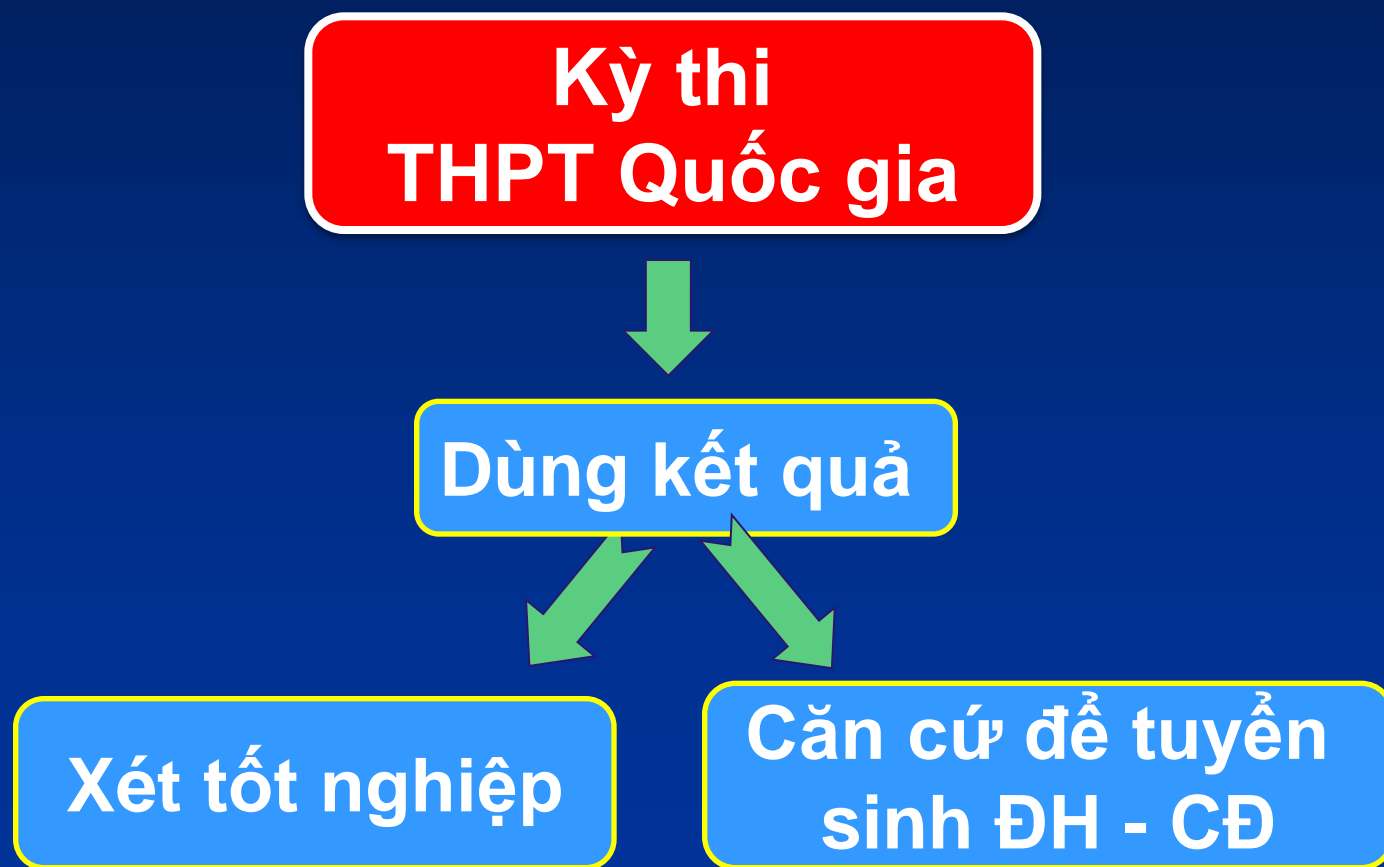 Kỳ thi
THPT Quốc gia
Dùng kết quả
Xét tốt nghiệp
Căn cứ để tuyển
sinh ĐH - CĐ